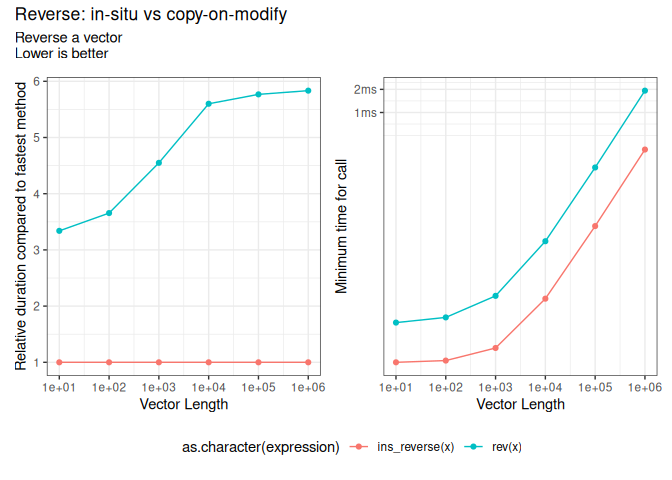 Reverse: in-situ vs copy-on-modify
Reverse a vector
Lower is better
Relative duration compared to fastest method
6
5
4
3
2
1
1e+01 1e+02 1e+03 1e+04 1e+05 1e+06
Vector Length
Minimum time for call
2ms
1ms
1e+01 1e+02 1e+03 1e+04 1e+05 1e+06
Vector Length
as.character(expression) ins_reverse(x) rev(x)